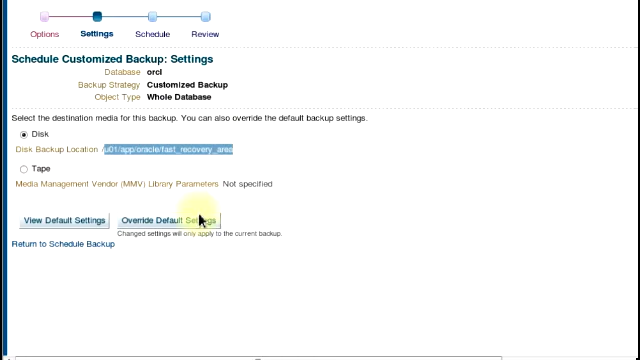 Options Settings Schedule Review
Schedule Customized Backup: Settings
Database orcl
Backup Strategy Customized Backup
Object Type Whole Database
Select the destination media for this backup. You can also override the default backup settings.
Disk
Disk Backup Location /u01/app/oracle/fast_recovery_area
Tape
Media Management Vendor (MMV) Library Parameters Not specified
View Default Settings Override Default Settings
Changed settings will only apply to the current backup.
Return to Schedule Backup